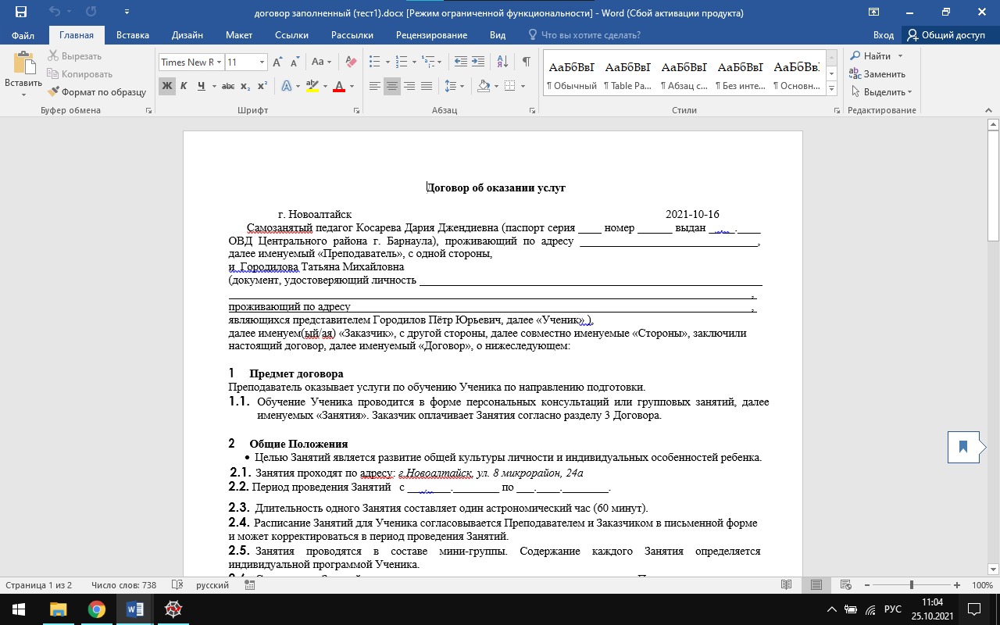 договор заполненный (тест1).docx [Режим ограниченной функциональности] - Word (Сбой активации продукта)
Файл Главная Вставка Дизайн Макет Ссылки Рассылки Рецензирование Вид Что вы хотите сделать? Вход Общий доступ
Вставить
Вырезать
Копировать
Формат по образцу
Буфер обмена
Times New R 11
Aa
Ж К Ч abc x₂ x² A ab A
Шрифт
Абзац
АаБбВвІ АаБбВвІ АаБбВвІ АаБбВвІ АаБбВвІ
¶ Обычный ¶ Table Pa... ¶ Абзац с... ¶ Без инте... ¶ Основн...
Стили
Найти
Заменить
Выделить
Редактирование
Договор об оказании услуг
г. Новоалтайск 2021-10-16
Самозанятый педагог Косарева Дария Джендиевна (паспорт серия ____ номер ______ выдан __.__.____
ОВД Центрального района г. Барнаула), проживающий по адресу ______________________________,
далее именуемый «Преподаватель», с одной стороны,
и Городилова Татьяна Михайловна
(документ, удостоверяющий личность ______________________________
______________________________,
проживающий по адресу______________________________,
являющихся представителем Городилов Пётр Юрьевич, далее «Ученик» ),
далее именуем(ый/ая) «Заказчик», с другой стороны, далее совместно именуемые «Стороны», заключили
настоящий договор, далее именуемый «Договор», о нижеследующем:
1 Предмет договора
Преподаватель оказывает услуги по обучению Ученика по направлению подготовки.
1.1. Обучение Ученика проводится в форме персональных консультаций или групповых занятий, далее
именуемых «Занятия». Заказчик оплачивает Занятия согласно разделу 3 Договора.
2 Общие Положения
• Целью Занятий является развитие общей культуры личности и индивидуальных особенностей ребенка.
2.1. Занятия проходят по адресу: г.Новоалтайск, ул. 8 микрорайон, 24а
2.2. Период проведения Занятий с ___.____.________ по ___.____.________.
2.3. Длительность одного Занятия составляет один астрономический час (60 минут).
2.4. Расписание Занятий для Ученика согласовывается Преподавателем и Заказчиком в письменной форме
и может корректироваться в период проведения Занятий.
2.5. Занятия проводятся в составе мини-группы. Содержание каждого Занятия определяется
индивидуальной программой Ученика.
Страница 1 из 2 Число слов: 738 русский 100%
РУС
11:04
25.10.2021